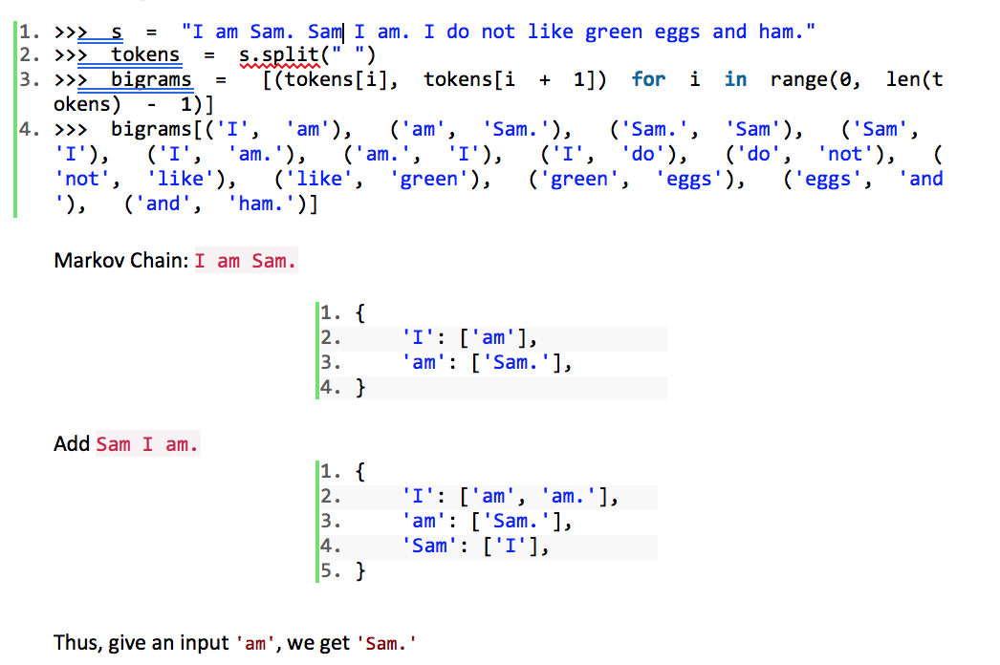 1. >>> s = "I am Sam. Sam I am. I do not like green eggs and ham."
2. >>> tokens = s.split(" ")
3. >>> bigrams = [(tokens[i], tokens[i + 1]) for i in range(0, len(t
okens) - 1)]
4. >>> bigrams[('I', 'am'), ('am', 'Sam.'), ('Sam.', 'Sam'), ('Sam',
'I'), ('I', 'am.'), ('am.', 'I'), ('I', 'do'), ('do', 'not'), (
'not', 'like'), ('like', 'green'), ('green', 'eggs'), ('eggs', 'and
'), ('and', 'ham.')]
Markov Chain: I am Sam.
1. {
2. 'I': ['am'],
3. 'am': ['Sam.'],
4. }
Add Sam I am.
1. {
2. 'I': ['am', 'am.'],
3. 'am': ['Sam.'],
4. 'Sam': ['I'],
5. }
Thus, give an input 'am', we get 'Sam.'